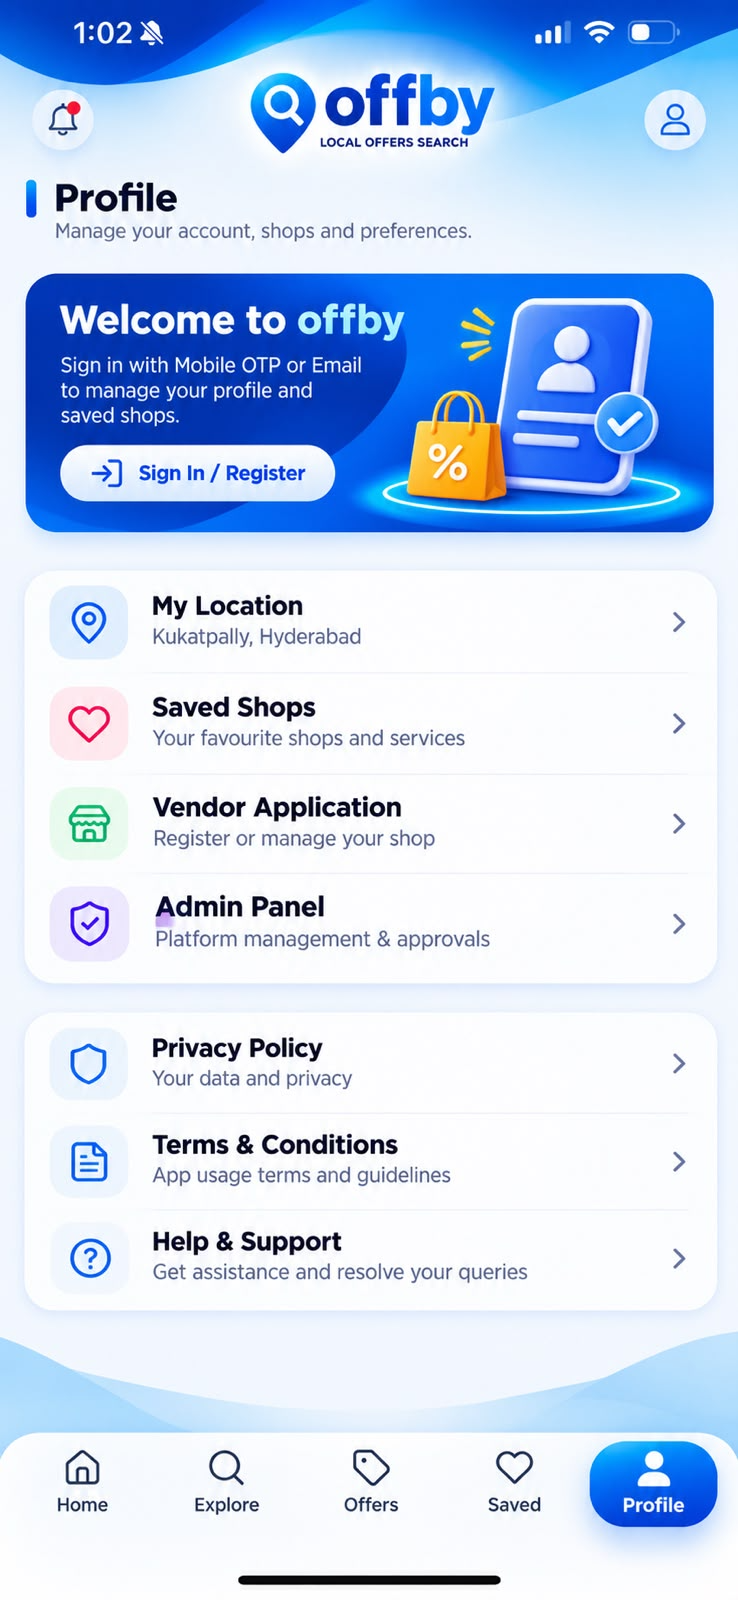 1:02
offby
LOCAL OFFERS SEARCH
Profile
Manage your account, shops and preferences.
Welcome to offby
Sign in with Mobile OTP or Email
to manage your profile and
saved shops.
Sign In / Register
%
My Location
Kukatpally, Hyderabad
Saved Shops
Your favourite shops and services
Vendor Application
Register or manage your shop
Admin Panel
Platform management & approvals
Privacy Policy
Your data and privacy
Terms & Conditions
App usage terms and guidelines
Help & Support
Get assistance and resolve your queries
Home
Explore
Offers
Saved
Profile